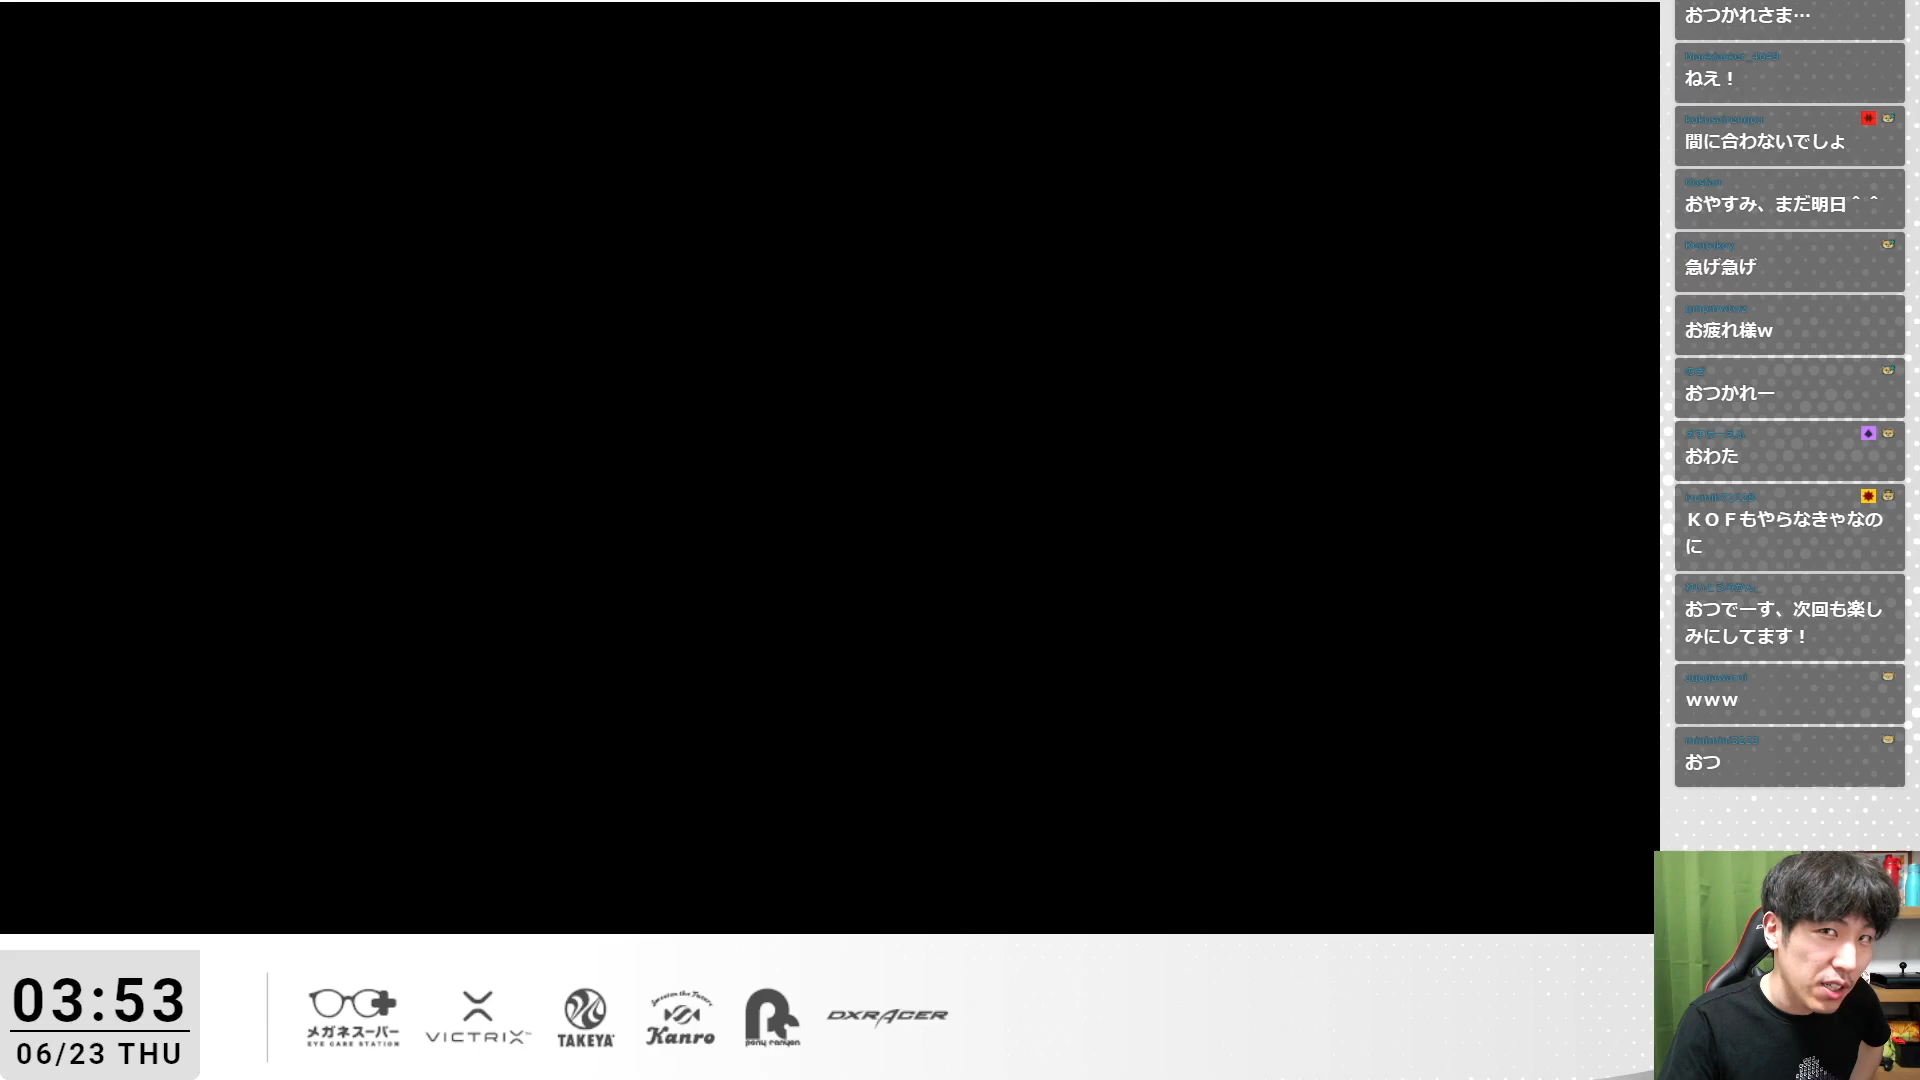 おつかれさま…
ねえ！
間に合わないでしょ
おやすみ、まだ明日＾＾
急げ急げ
お疲れ様w
おつかれー
おわた
ＫＯＦもやらなきゃなの
に
おつでーす、次回も楽し
みにしてます！
ｗｗｗ
おつ
03:53
06/23 THU
メガネスーパー
EYE CARE STATION
VICTRIX
TAKEYA
Sweeten the Future
Kanro
pony canyon
DXRACER